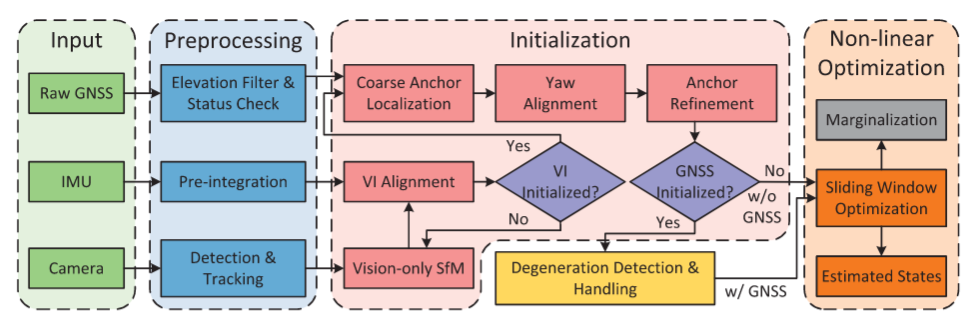 Input
Preprocessing
Initialization
Non-linear
Optimization
Raw GNSS
Elevation Filter &
Status Check
Coarse Anchor
Localization
Yaw
Alignment
Anchor
Refinement
Marginalization
Yes
IMU
Pre-integration
VI Alignment
VI
Initialized?
GNSS
Initialized?
No
w/o
GNSS
Sliding Window
Optimization
No
Yes
Camera
Detection &
Tracking
Vision-only SfM
Degeneration Detection &
Handling
w/ GNSS
Estimated States